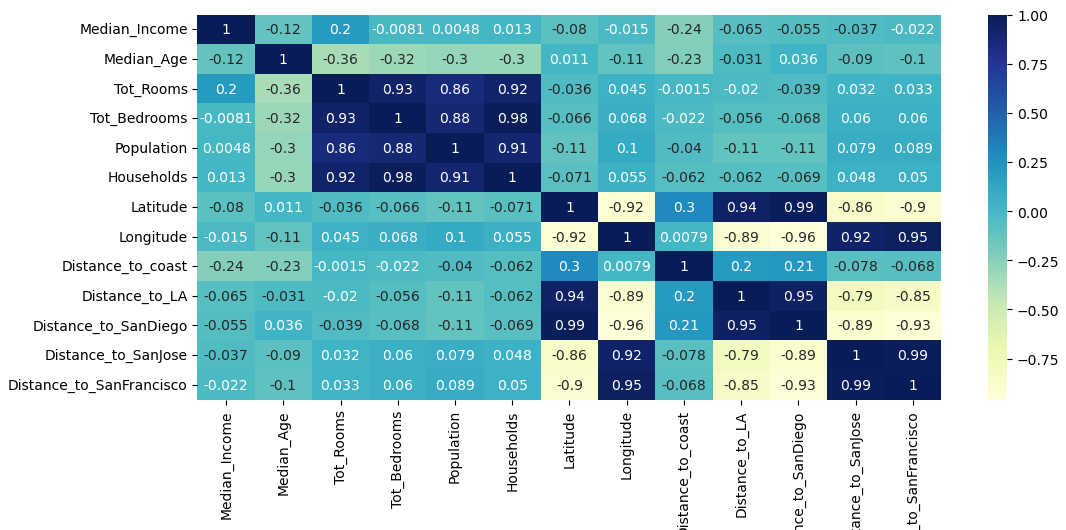 Median_Income 1 -0.12 0.2 -0.0081 0.0048 0.013 -0.08 -0.015 -0.24 -0.065 -0.055 -0.037 -0.022
Median_Age -0.12 1 -0.36 -0.32 -0.3 -0.3 0.011 -0.11 -0.23 -0.031 0.036 -0.09 -0.1
Tot_Rooms 0.2 -0.36 1 0.93 0.86 0.92 -0.036 0.045 -0.0015 -0.02 -0.039 0.032 0.033
Tot_Bedrooms -0.0081 -0.32 0.93 1 0.88 0.98 -0.066 0.068 -0.022 -0.056 -0.068 0.06 0.06
Population 0.0048 -0.3 0.86 0.88 1 0.91 -0.11 0.1 -0.04 -0.11 -0.11 0.079 0.089
Households 0.013 -0.3 0.92 0.98 0.91 1 -0.071 0.055 -0.062 -0.062 -0.069 0.048 0.05
Latitude -0.08 0.011 -0.036 -0.066 -0.11 -0.071 1 -0.92 0.3 0.94 0.99 -0.86 -0.9
Longitude -0.015 -0.11 0.045 0.068 0.1 0.055 -0.92 1 0.0079 -0.89 -0.96 0.92 0.95
Distance_to_coast -0.24 -0.23 -0.0015 -0.022 -0.04 -0.062 0.3 0.0079 1 0.2 0.21 -0.078 -0.068
Distance_to_LA -0.065 -0.031 -0.02 -0.056 -0.11 -0.062 0.94 -0.89 0.2 1 0.95 -0.79 -0.85
Distance_to_SanDiego -0.055 0.036 -0.039 -0.068 -0.11 -0.069 0.99 -0.96 0.21 0.95 1 -0.89 -0.93
Distance_to_SanJose -0.037 -0.09 0.032 0.06 0.079 0.048 -0.86 0.92 -0.078 -0.79 -0.89 1 0.99
Distance_to_SanFrancisco -0.022 -0.1 0.033 0.06 0.089 0.05 -0.9 0.95 -0.068 -0.85 -0.93 0.99 1
Median_Income
Median_Age
Tot_Rooms
Tot_Bedrooms
Population
Households
Latitude
Longitude
Distance_to_coast
Distance_to_LA
nce_to_SanDiego
tance_to_SanJose
_to_SanFrancisco
1.00
0.75
0.50
0.25
0.00
-0.25
-0.50
-0.75